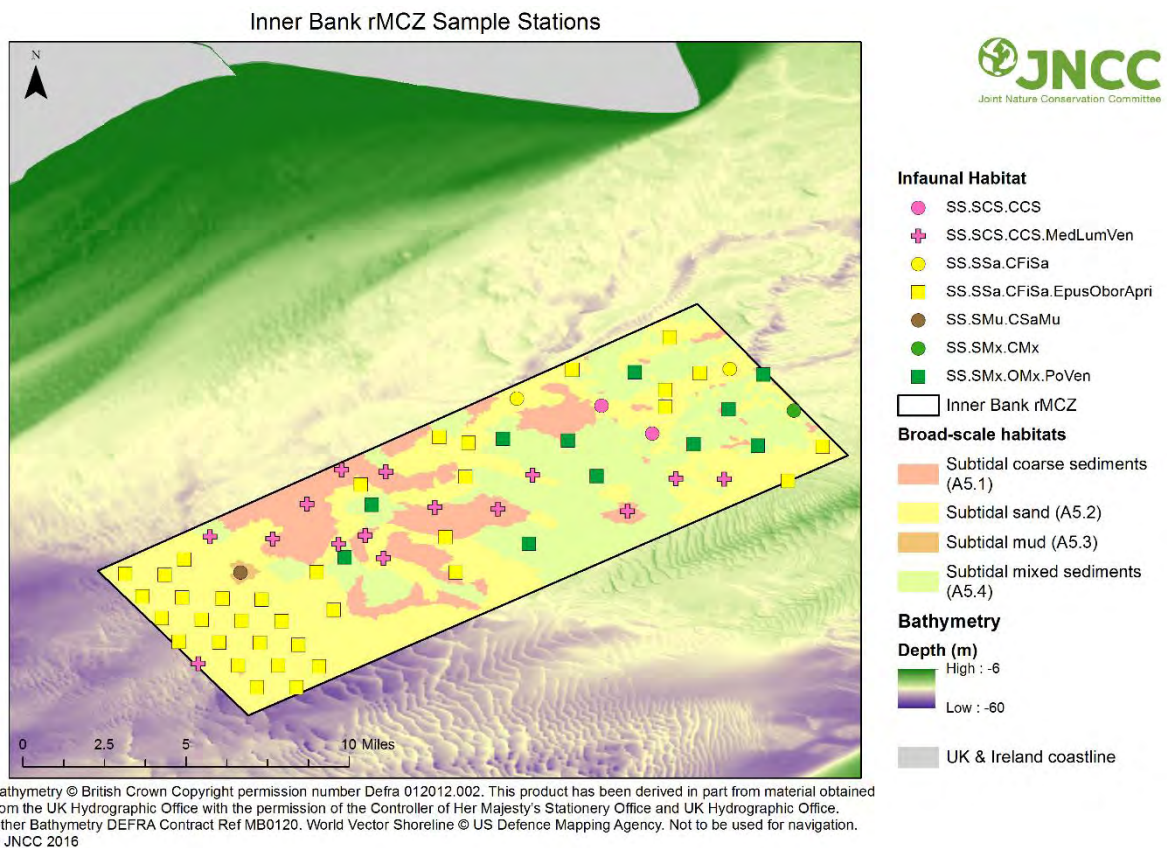 Inner Bank rMCZ Sample Stations
N
JNCC
Joint Nature Conservation Committee
Infaunal Habitat
SS.SCS.CCS
SS.SCS.CCS.MedLumVen
SS.SSa.CFiSa
SS.SSa.CFiSa.EpusOborApri
SS.SMu.CSaMu
SS.SMx.CMx
SS.SMx.OMx.PoVen
Inner Bank rMCZ
Broad-scale habitats
Subtidal coarse sediments
(A5.1)
Subtidal sand (A5.2)
Subtidal mud (A5.3)
Subtidal mixed sediments
(A5.4)
Bathymetry
Depth (m)
High : -6
Low : -60
UK & Ireland coastline
0 2.5 5 10 Miles
athymetry © British Crown Copyright permission number Defra 012012.002. This product has been derived in part from material obtained
om the UK Hydrographic Office with the permission of the Controller of Her Majesty's Stationery Office and UK Hydrographic Office.
ther Bathymetry DEFRA Contract Ref MB0120. World Vector Shoreline © US Defence Mapping Agency. Not to be used for navigation.
JNCC 2016